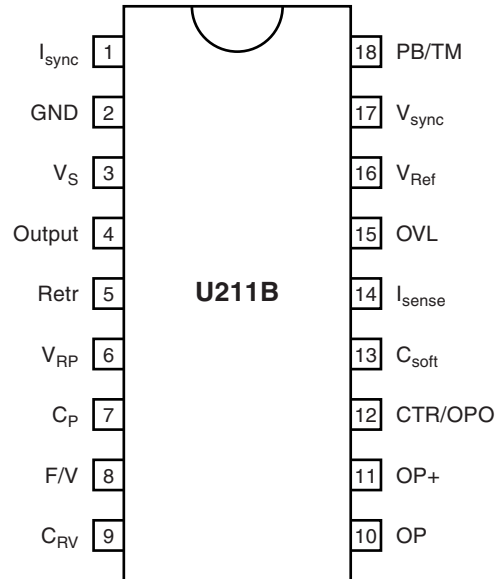 I_sync 1 18 PB/TM
GND 2 17 V_sync
V_S 3 16 V_Ref
Output 4 15 OVL
Retr 5 U211B 14 I_sense
V_RP 6 13 C_soft
C_P 7 12 CTR/OPO
F/V 8 11 OP+
C_RV 9 10 OP